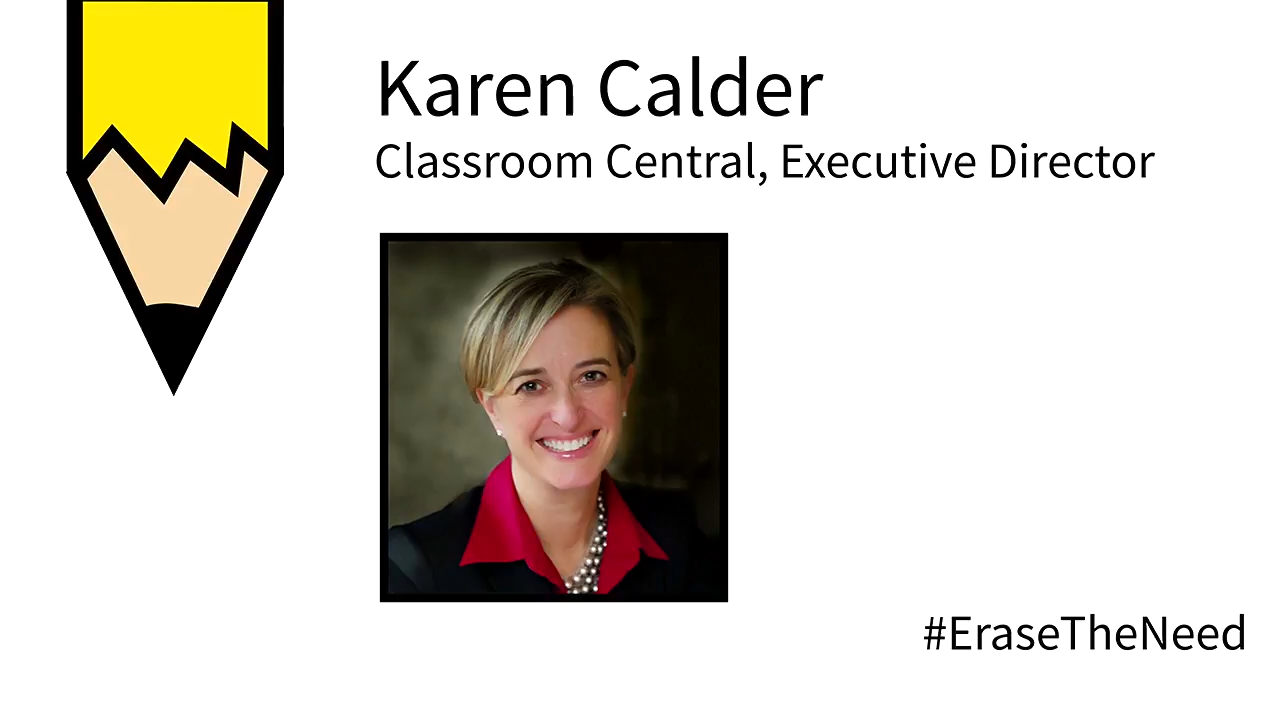 Karen Calder
Classroom Central, Executive Director
#EraseTheNeed